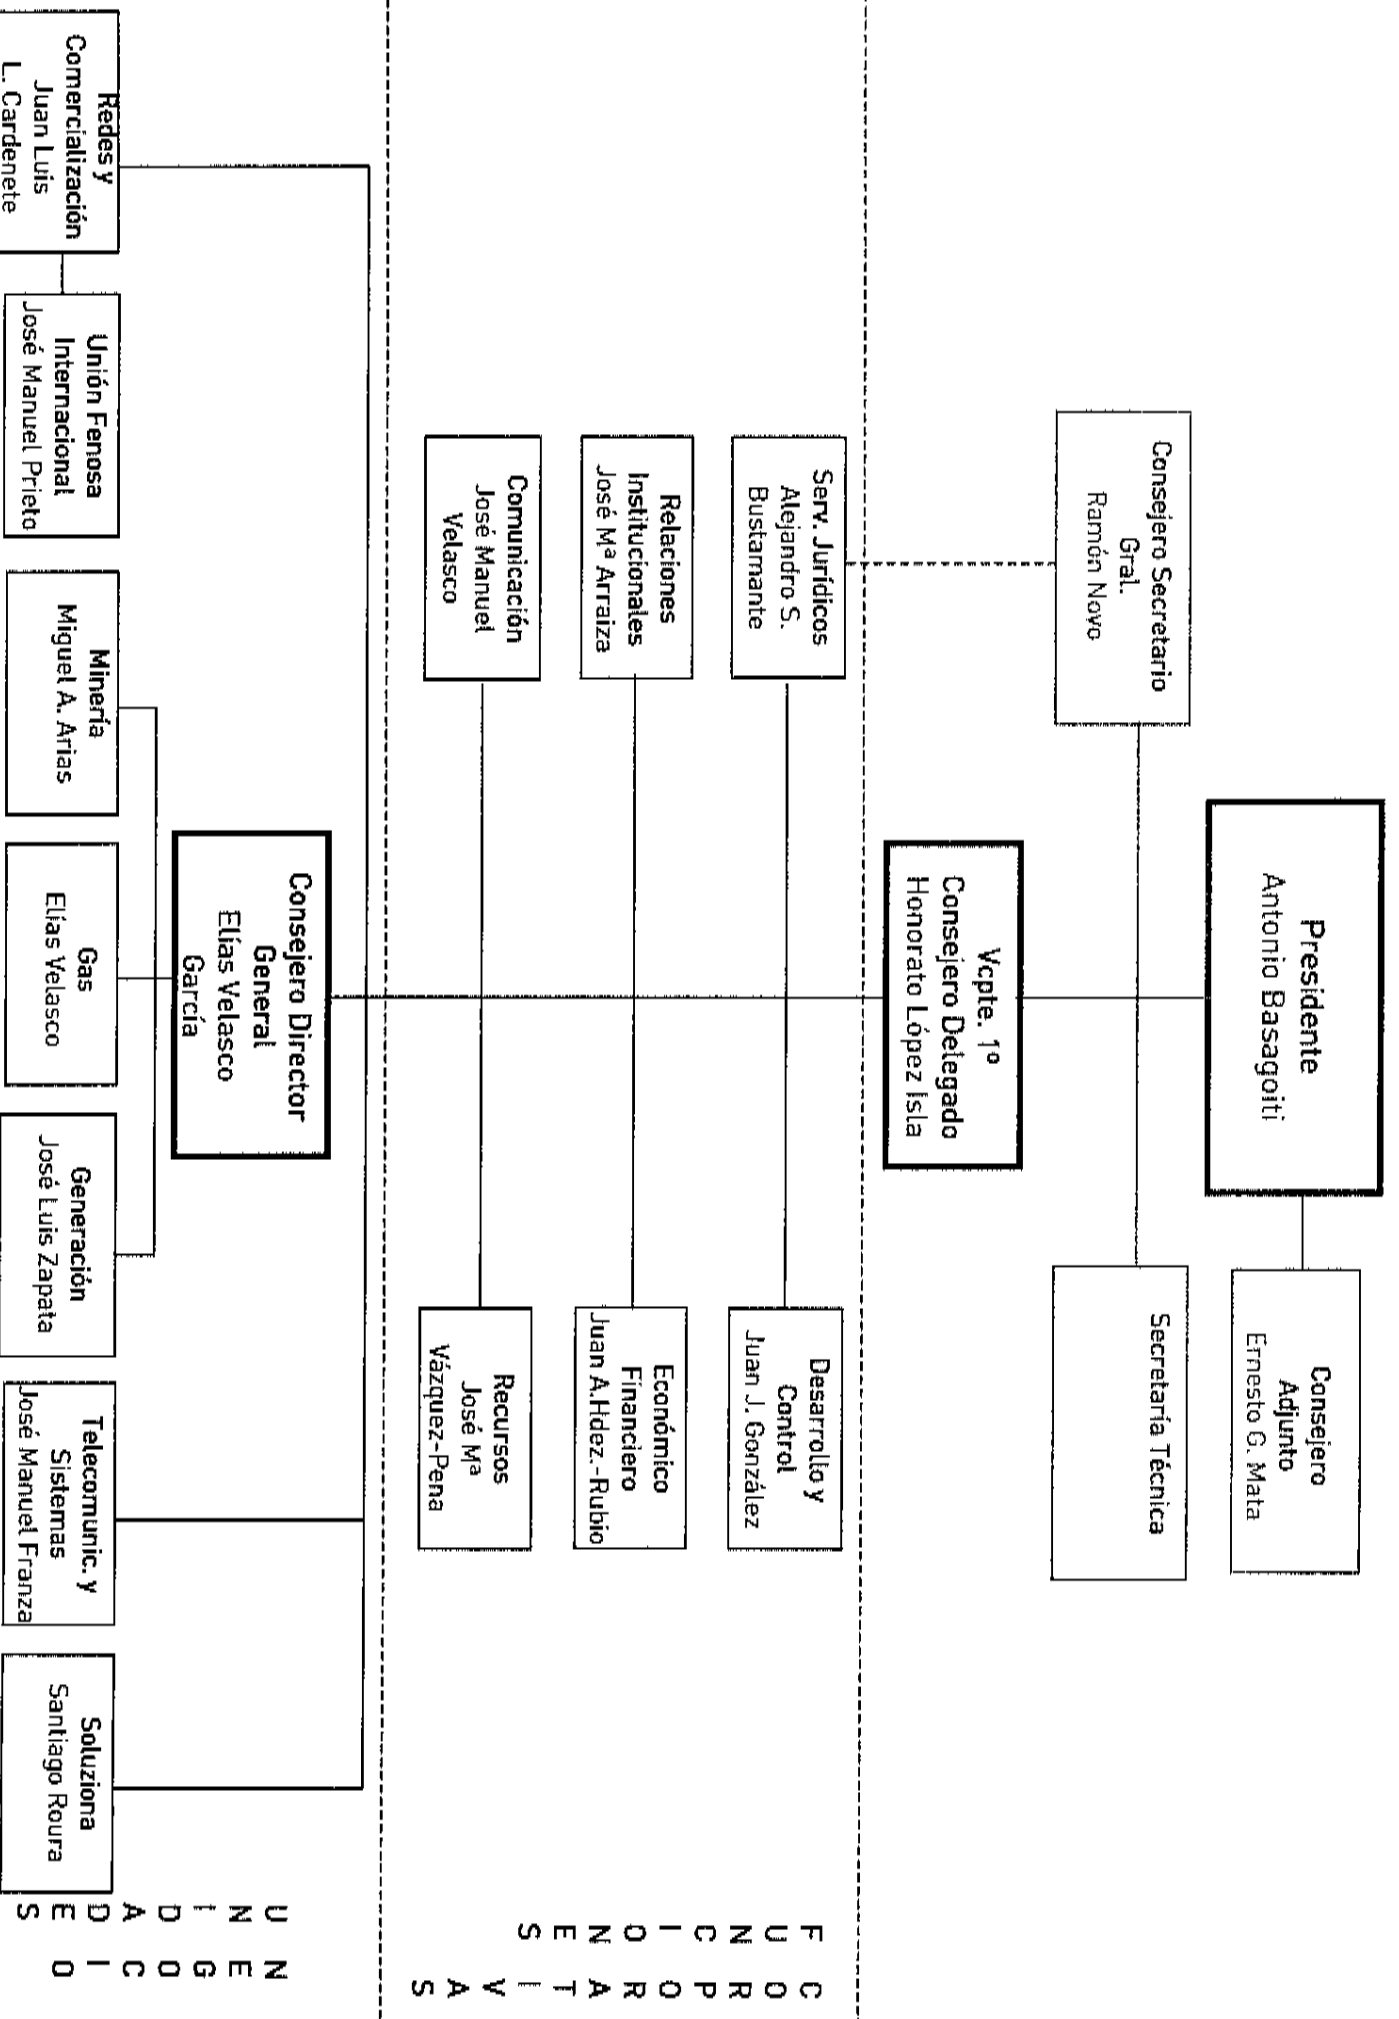 Presidente
Antonio Basagoiti
Consejero
Adjunto
Ernesto G. Mata
Consejero Secretario
Gral.
Ramón Novo
Secretaría Técnica
Vcpte. 1º
Consejero Delegado
Honorato López Isla
Serv. Jurídicos
Alejandro S.
Bustamante
Desarrollo y
Control
Juan J. González
Relaciones
Institucionales
José Mª Arraiza
Económico
Financiero
Juan A.Hdez.-Rubio
Comunicación
José Manuel
Velasco
Recursos
José Mª
Vázquez-Pena
FUNCIONES
CORPORATIVAS
Consejero Director
General
Elías Velasco
García
Redes y
Comercialización
Juan Luis
L. Cardenete
Unión Fenosa
Internacional
José Manuel Prieto
Minería
Miguel A. Arias
Gas
Elías Velasco
Generación
José Luis Zapata
Telecomunic. y
Sistemas
José Manuel Franza
Soluziona
Santiago Roura
UNIDADES
NEGOCIO